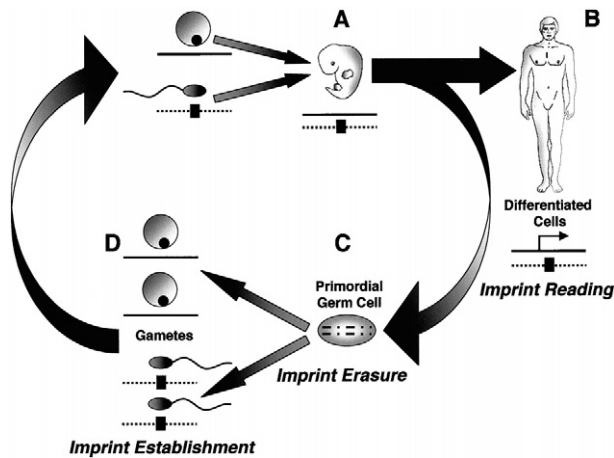 A
B
Differentiated
Cells
Imprint Reading
D
C
Primordial
Germ Cell
Gametes
Imprint Erasure
Imprint Establishment